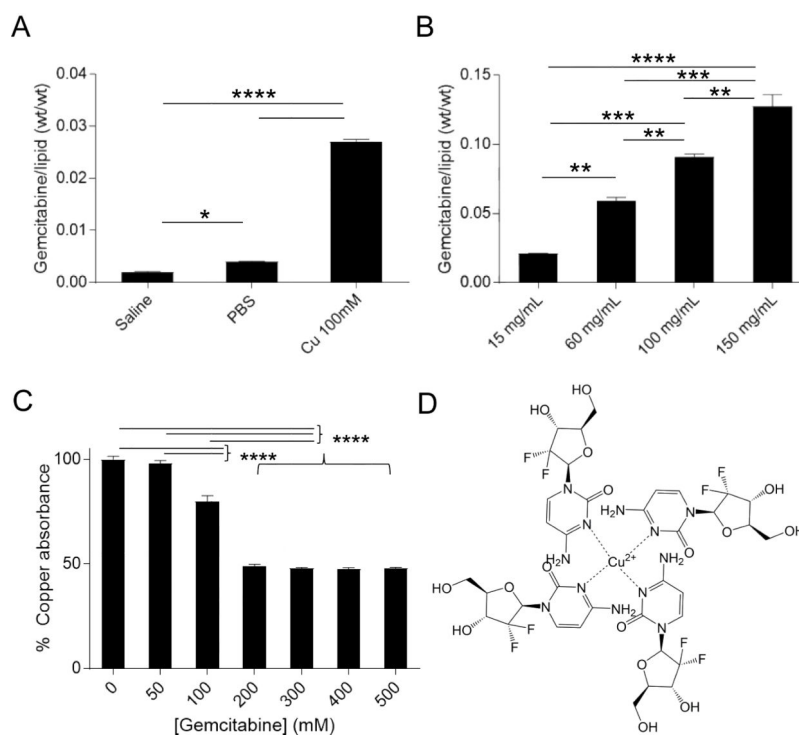 A
Gemcitabine/lipid (wt/wt)
0.04
0.03
0.02
0.01
0.00
****
*
Saline
PBS
Cu 100mM
B
Gemcitabine/lipid (wt/wt)
0.15
0.10
0.05
0.00
****
***
**
***
**
**
15 mg/mL
60 mg/mL
100 mg/mL
150 mg/mL
C
% Copper absorbance
100
50
0
****
****
0
50
100
200
300
400
500
[Gemcitabine] (mM)
D
HO
HO
OH
F
F
O
N
O
N
NH2
H2N
N
O
N
F
F
O
OH
OH
Cu2+
HO
HO
O
F
F
N
O
N
NH2
NH2
N
O
N
O
F
F
OH
OH